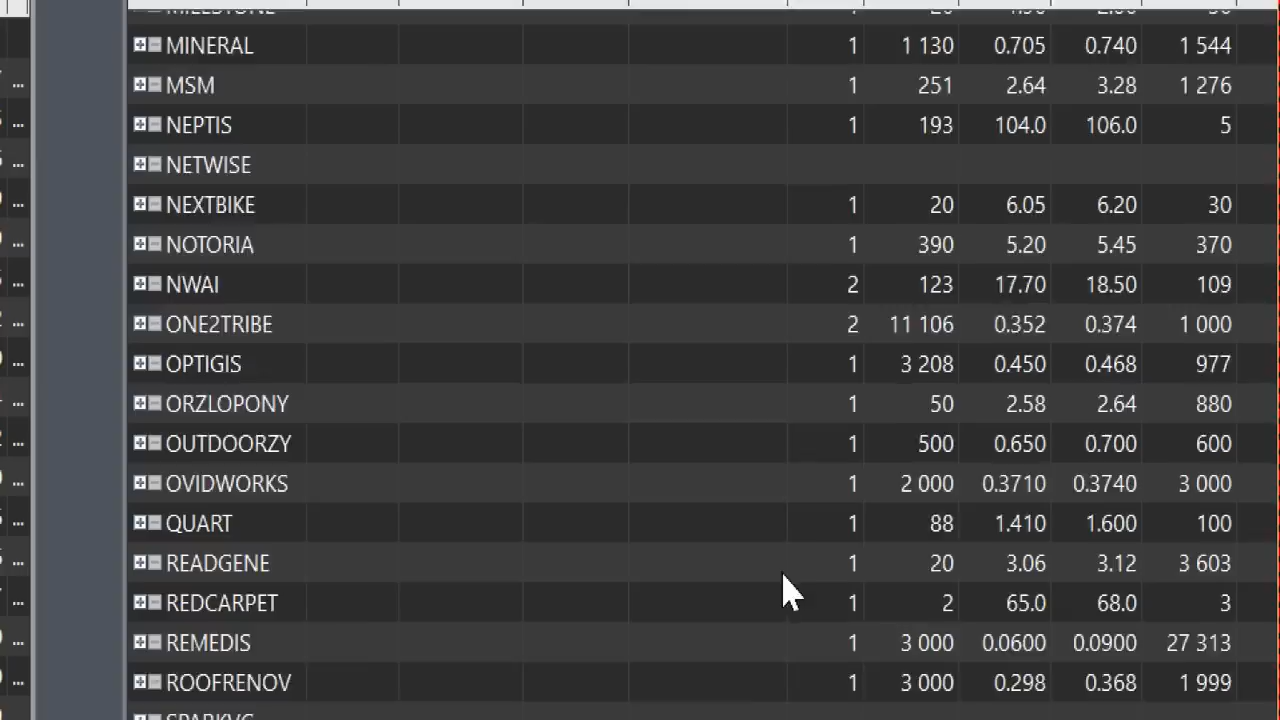 MINERAL 1 1 130 0.705 0.740 1 544
MSM 1 251 2.64 3.28 1 276
NEPTIS 1 193 104.0 106.0 5
NETWISE
NEXTBIKE 1 20 6.05 6.20 30
NOTORIA 1 390 5.20 5.45 370
NWAI 2 123 17.70 18.50 109
ONE2TRIBE 2 11 106 0.352 0.374 1 000
OPTIGIS 1 3 208 0.450 0.468 977
ORZLOPONY 1 50 2.58 2.64 880
OUTDOORZY 1 500 0.650 0.700 600
OVIDWORKS 1 2 000 0.3710 0.3740 3 000
QUART 1 88 1.410 1.600 100
READGENE 1 20 3.06 3.12 3 603
REDCARPET 1 2 65.0 68.0 3
REMEDIS 1 3 000 0.0600 0.0900 27 313
ROOFRENOV 1 3 000 0.298 0.368 1 999